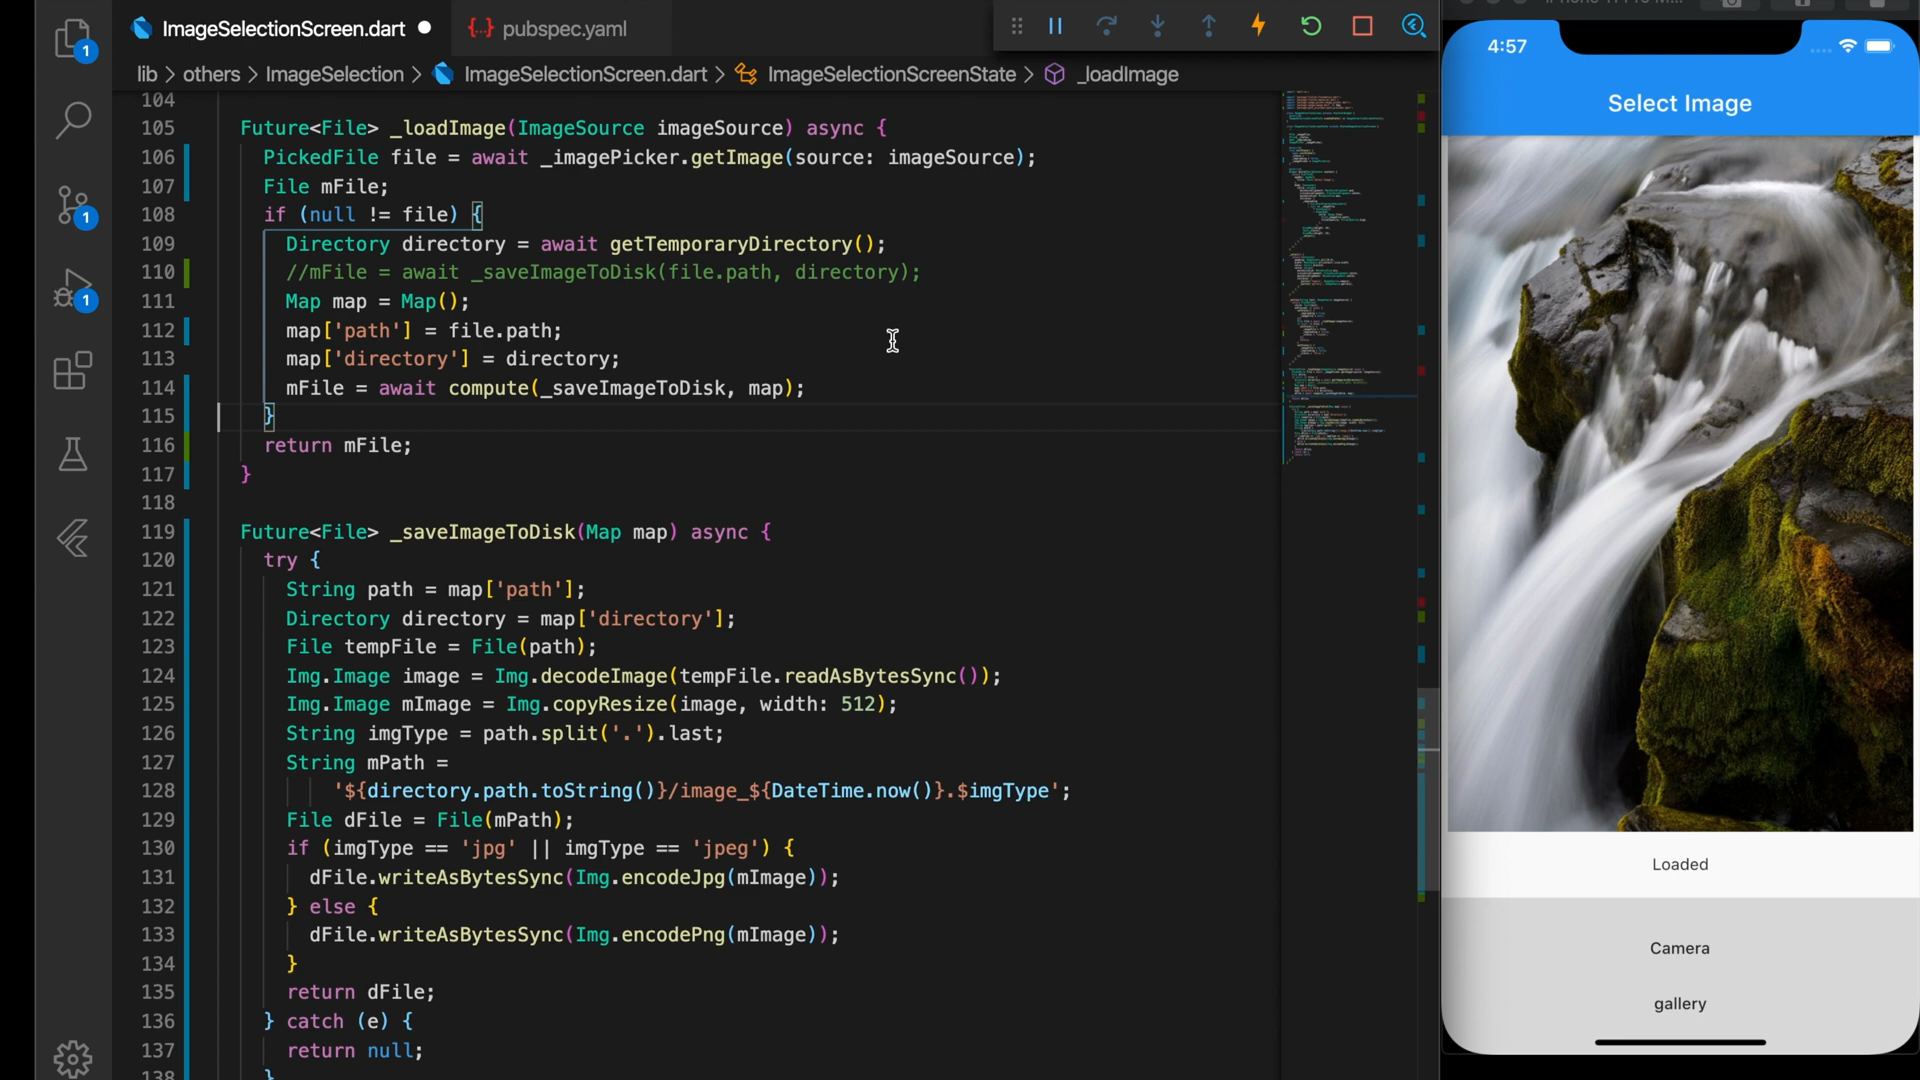 ImageSelectionScreen.dart
pubspec.yaml
lib > others > ImageSelection > ImageSelectionScreen.dart > ImageSelectionScreenState > _loadImage
104
105 Future<File> _loadImage(ImageSource imageSource) async {
106 PickedFile file = await _imagePicker.getImage(source: imageSource);
107 File mFile;
108 if (null != file) {
109 Directory directory = await getTemporaryDirectory();
110 //mFile = await _saveImageToDisk(file.path, directory);
111 Map map = Map();
112 map['path'] = file.path;
113 map['directory'] = directory;
114 mFile = await compute(_saveImageToDisk, map);
115 }
116 return mFile;
117 }
118
119 Future<File> _saveImageToDisk(Map map) async {
120 try {
121 String path = map['path'];
122 Directory directory = map['directory'];
123 File tempFile = File(path);
124 Img.Image image = Img.decodeImage(tempFile.readAsBytesSync());
125 Img.Image mImage = Img.copyResize(image, width: 512);
126 String imgType = path.split('.').last;
127 String mPath =
128 '${directory.path.toString()}/image_${DateTime.now()}.$imgType';
129 File dFile = File(mPath);
130 if (imgType == 'jpg' || imgType == 'jpeg') {
131 dFile.writeAsBytesSync(Img.encodeJpg(mImage));
132 } else {
133 dFile.writeAsBytesSync(Img.encodePng(mImage));
134 }
135 return dFile;
136 } catch (e) {
137 return null;
138 }
1
1
1
4:57
Select Image
Loaded
Camera
gallery